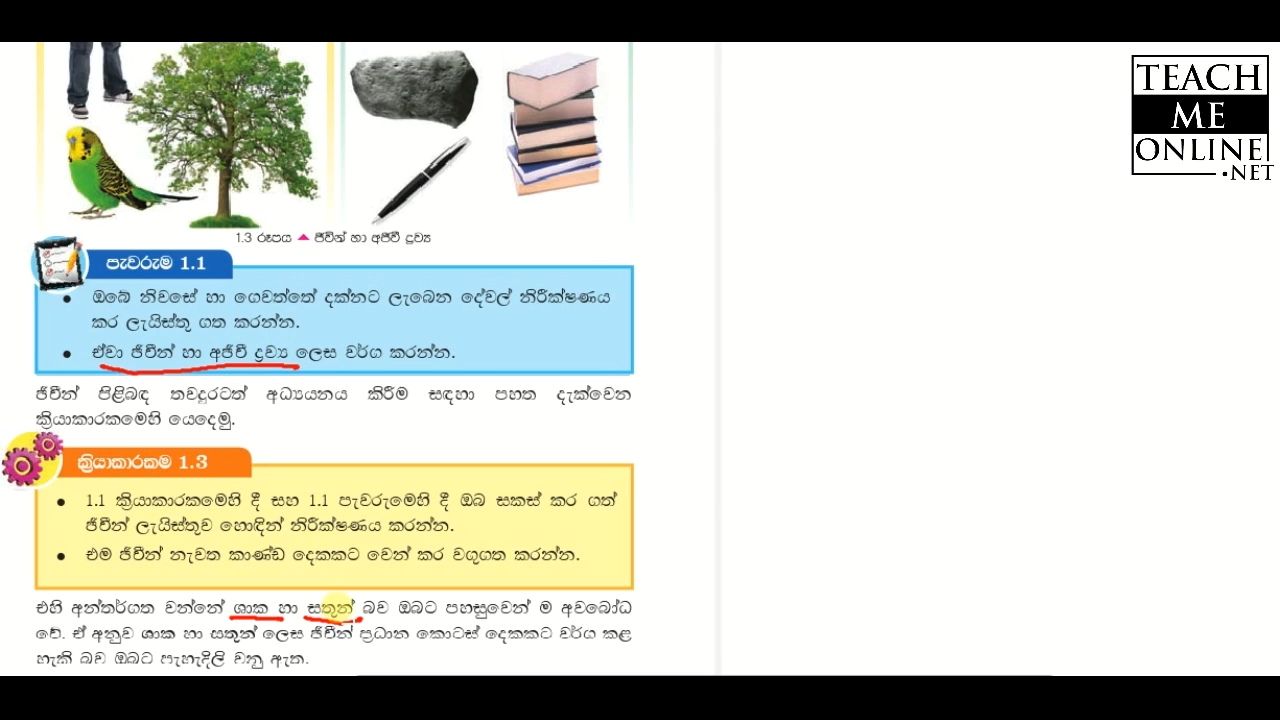 TEACH
ME
ONLINE
.NET
1.3 රූපය ▲ ජීවීන් හා අජීවී ද්‍රව්‍ය
පැවරුම 1.1
• ඔබේ නිවසේ හා ගෙවත්තේ දක්නට ලැබෙන දේවල් නිරීක්ෂණය
කර ලැයිස්තු ගත කරන්න.
• ඒවා ජීවීන් හා අජීවී ද්‍රව්‍ය ලෙස වර්ග කරන්න.
ජීවීන් පිළිබඳ තවදුරටත් අධ්‍යයනය කිරීම සඳහා පහත දැක්වෙන
ක්‍රියාකාරකමෙහි යෙදෙමු.
ක්‍රියාකාරකම 1.3
• 1.1 ක්‍රියාකාරකමෙහි දී සහ 1.1 පැවරුමෙහි දී ඔබ සකස් කර ගත්
ජීවීන් ලැයිස්තුව හොඳින් නිරීක්ෂණය කරන්න.
• එම ජීවීන් නැවත කාණ්ඩ දෙකකට වෙන් කර වගුගත කරන්න.
එහි අන්තර්ගත වන්නේ ශාක හා සතුන් බව ඔබට පහසුවෙන් ම අවබෝධ
වේ. ඒ අනුව ශාක හා සතුන් ලෙස ජීවීන් ප්‍රධාන කොටස් දෙකකට වර්ග කළ
හැකි බව ඔබට පැහැදිලි වනු ඇත.